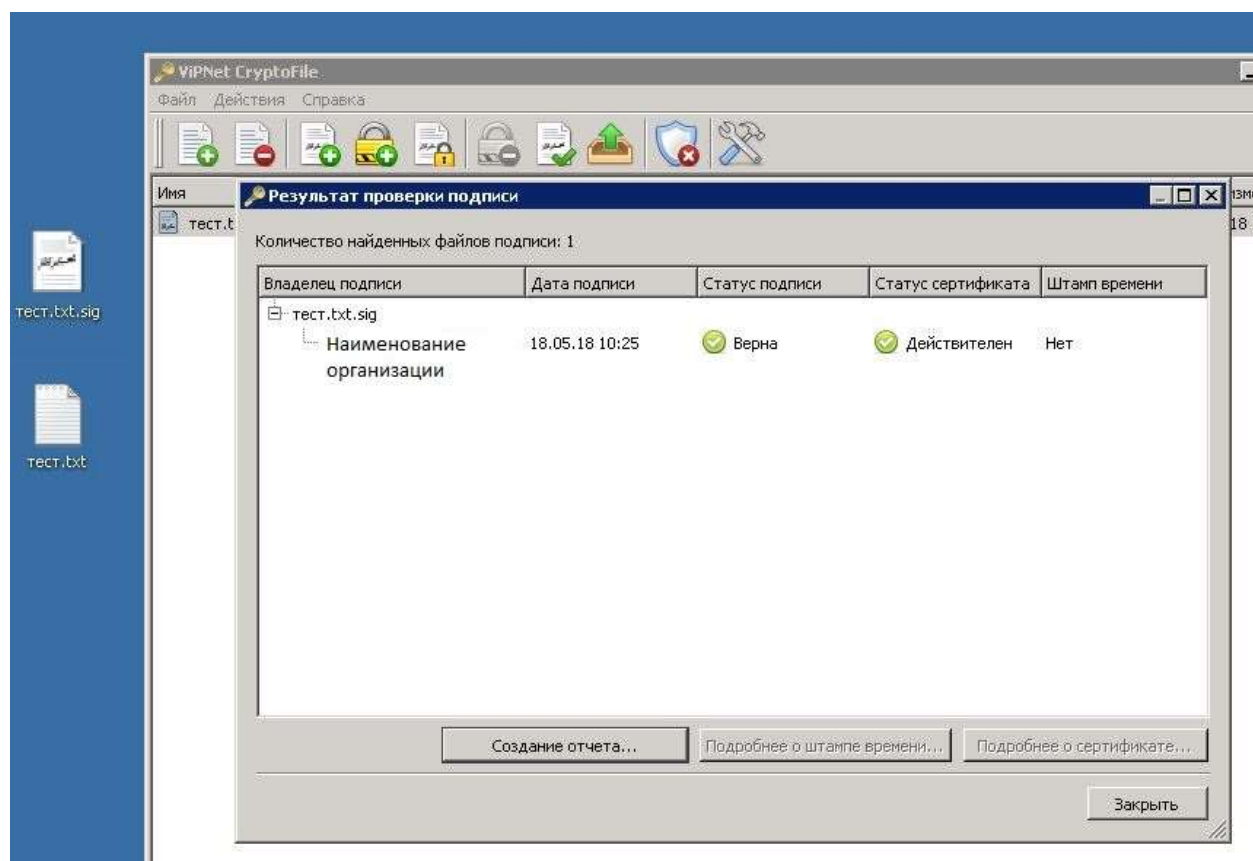 ViPNet CryptoFile
Файл Действия Справка
Имя
Результат проверки подписи
тест.t
18
Количество найденных файлов подписи: 1
Владелец подписи Дата подписи Статус подписи Статус сертификата Штамп времени
тест.txt.sig
Наименование 18.05.18 10:25 Верна Действителен Нет
организации
тест.txt.sig
тест.txt
Создание отчета... Подробнее о штампе времени... Подробнее о сертификате...
Закрыть